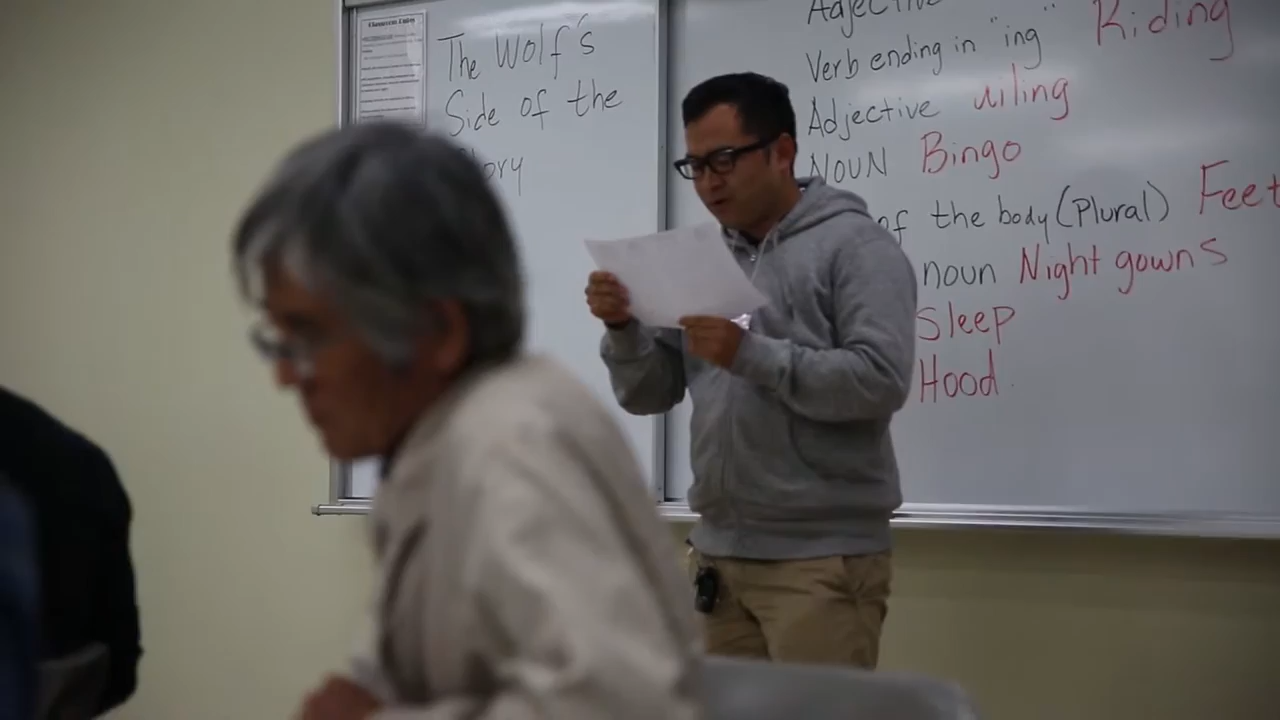 The Wolf's
Side of the
ory
Adjective
Verb ending in "ing" Riding
Adjective
NOUN Bingo
of the body (Plural) Feet
noun Night gowns
Sleep
Hood